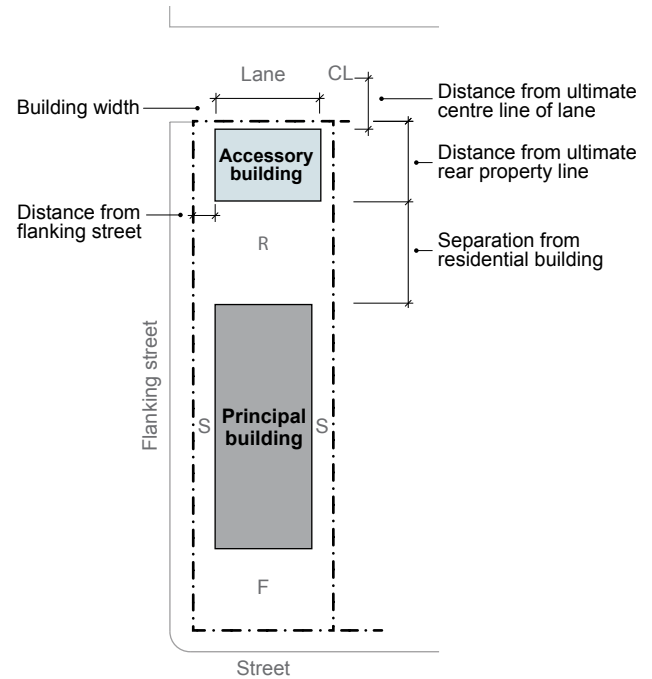 Lane
CL
Building width
Distance from ultimate
centre line of lane
Accessory
building
Distance from ultimate
rear property line
Distance from
flanking street
R
Separation from
residential building
Flanking street
S
Principal
building
S
F
Street